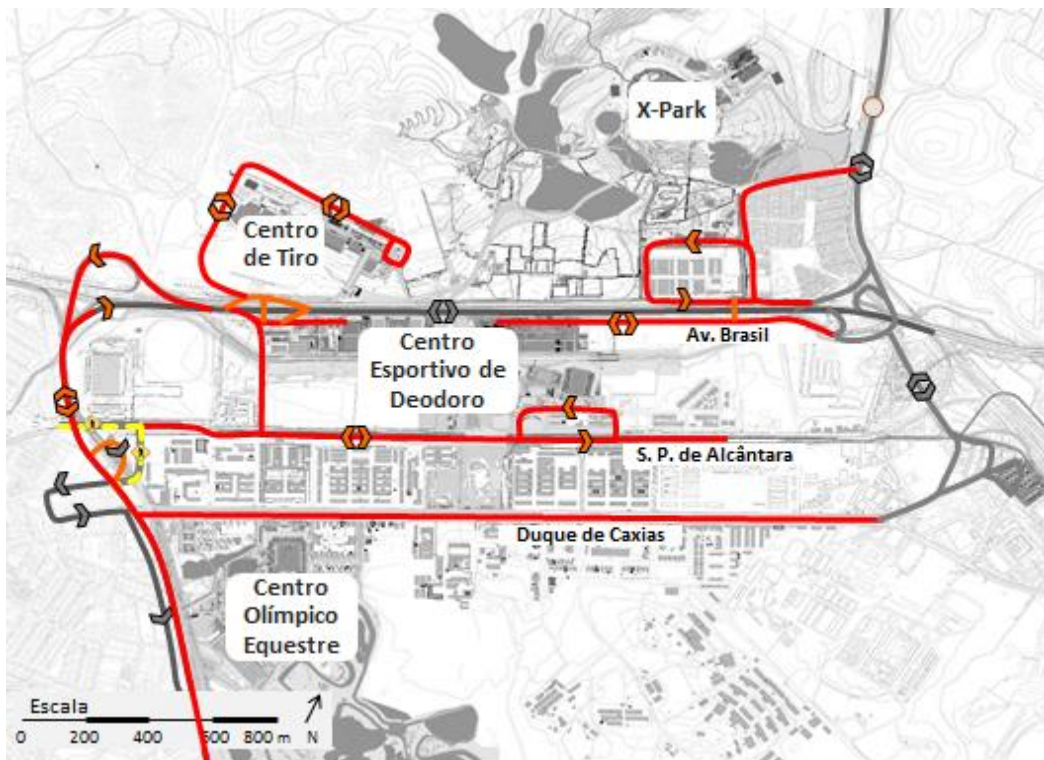 X-Park
Centro
de Tiro
Centro
Esportivo de
Deodoro
Av. Brasil
S. P. de Alcântara
Duque de Caxias
Centro
Olímpico
Equestre
Escala
0 200 400 600 800 m N